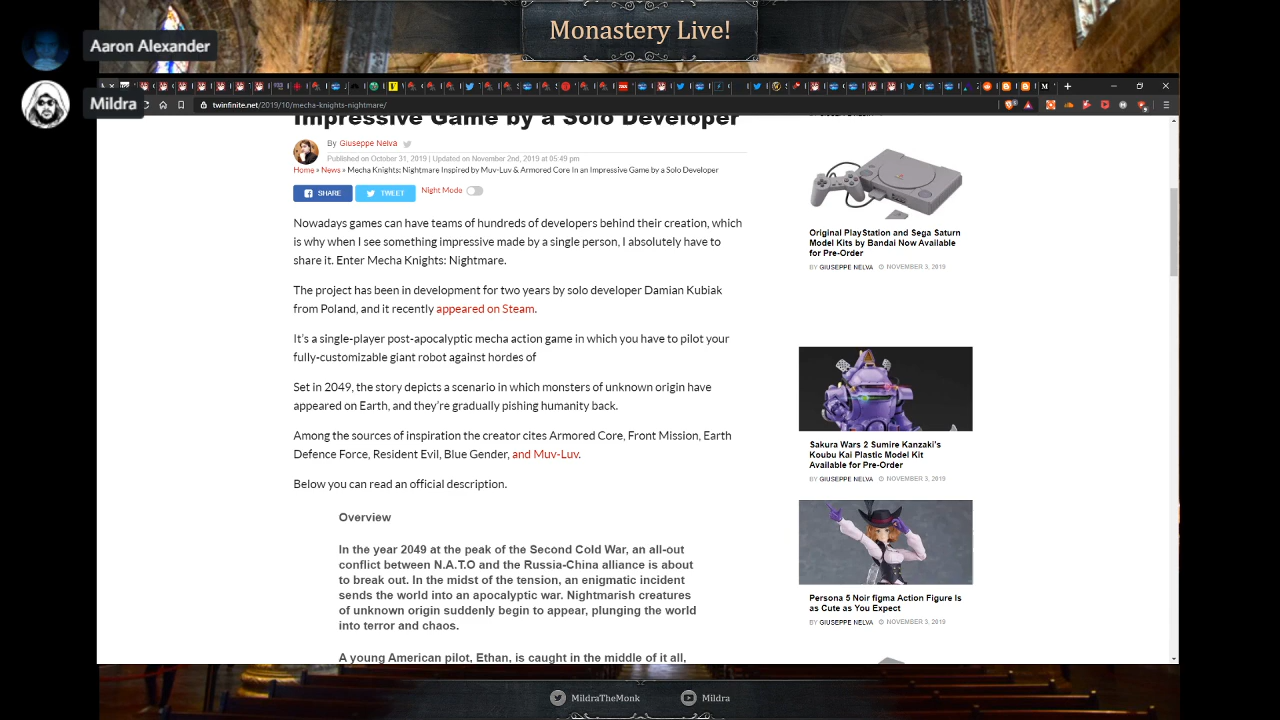 Monastery Live!
Aaron Alexander
Mildra
twinfinite.net/2019/10/mecha-knights-nightmare/
Impressive Game by a Solo Developer
By Giuseppe Nelva
Published on October 31, 2019 | Updated on November 2nd, 2019 at 05:49 pm
Home » News » Mecha Knights: Nightmare Inspired by Muv-Luv & Armored Core In an Impressive Game by a Solo Developer
SHARE
TWEET
Night Mode
Nowadays games can have teams of hundreds of developers behind their creation, which
is why when I see something impressive made by a single person, I absolutely have to
share it. Enter Mecha Knights: Nightmare.
The project has been in development for two years by solo developer Damian Kubiak
from Poland, and it recently appeared on Steam.
It's a single-player post-apocalyptic mecha action game in which you have to pilot your
fully-customizable giant robot against hordes of
Set in 2049, the story depicts a scenario in which monsters of unknown origin have
appeared on Earth, and they're gradually pishing humanity back.
Among the sources of inspiration the creator cites Armored Core, Front Mission, Earth
Defence Force, Resident Evil, Blue Gender, and Muv-Luv.
Below you can read an official description.
Overview
In the year 2049 at the peak of the Second Cold War, an all-out
conflict between N.A.T.O and the Russia-China alliance is about
to break out. In the midst of the tension, an enigmatic incident
sends the world into an apocalyptic war. Nightmarish creatures
of unknown origin suddenly begin to appear, plunging the world
into terror and chaos.
A young American pilot, Ethan, is caught in the middle of it all,
Original PlayStation and Sega Saturn
Model Kits by Bandai Now Available
for Pre-Order
BY GIUSEPPE NELVA NOVEMBER 3, 2019
Sakura Wars 2 Sumire Kanzaki's
Koubu Kai Plastic Model Kit
Available for Pre-Order
BY GIUSEPPE NELVA NOVEMBER 3, 2019
Persona 5 Noir figma Action Figure Is
as Cute as You Expect
BY GIUSEPPE NELVA NOVEMBER 3, 2019
MildraTheMonk
Mildra